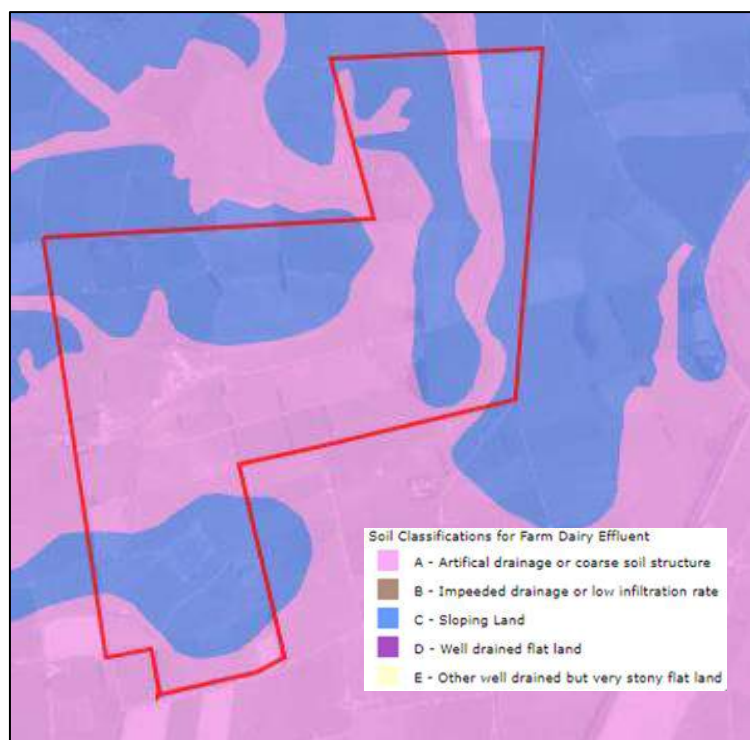 Soil Classifications for Farm Dairy Effluent
A - Artifical drainage or coarse soil structure
B - Impeeded drainage or low infiltration rate
C - Sloping Land
D - Well drained flat land
E - Other well drained but very stony flat land